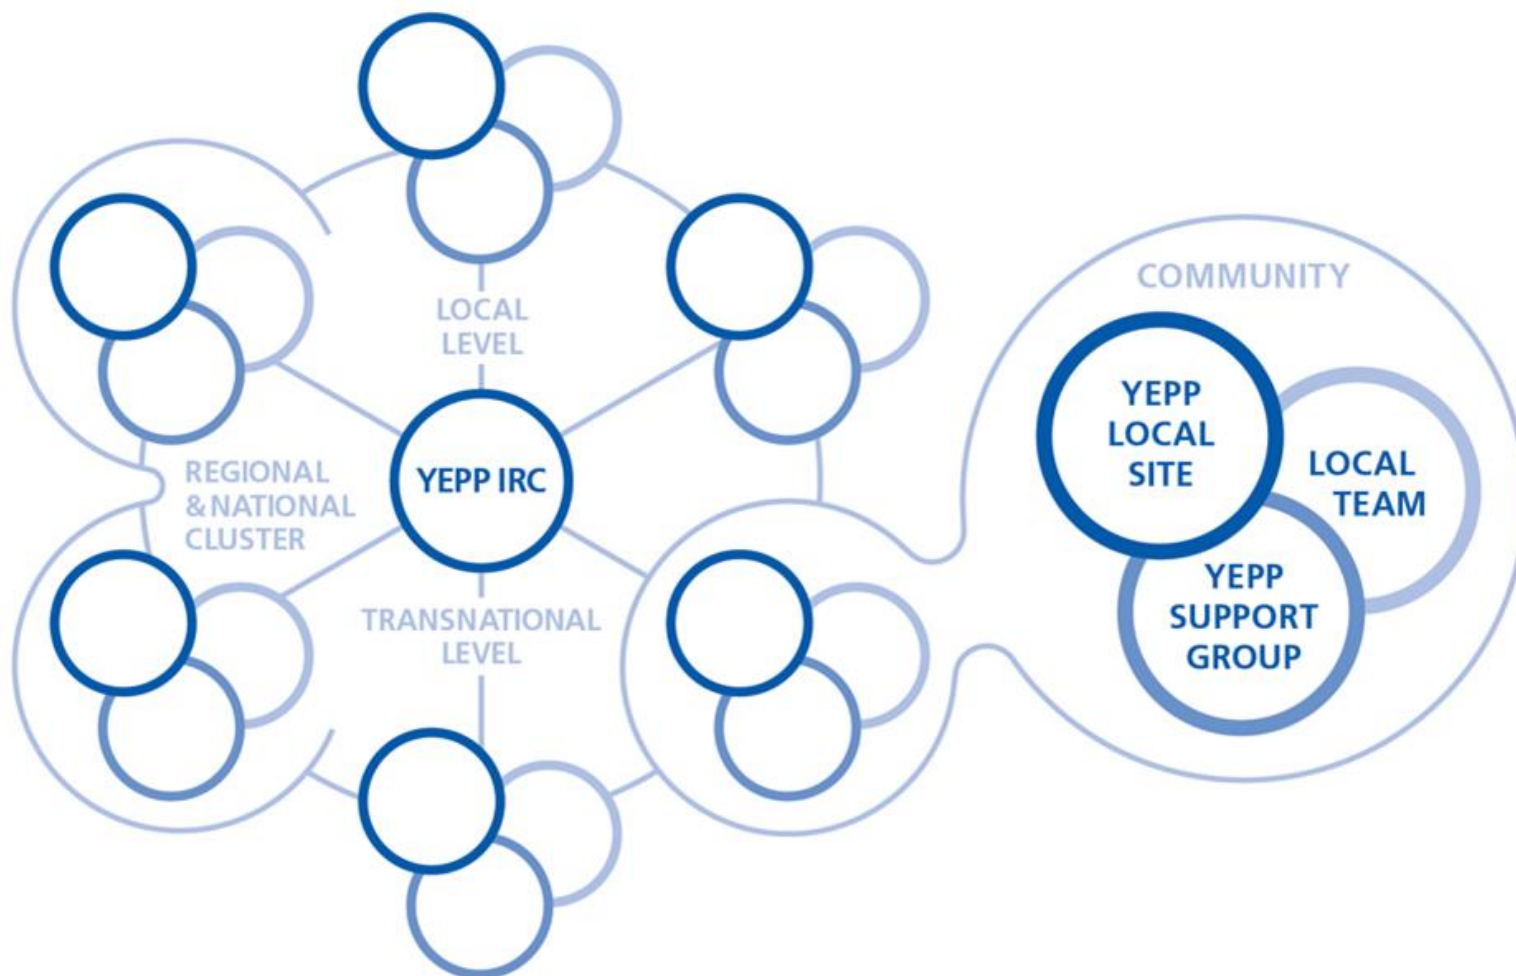 LOCAL
LEVEL
YEPP IRC
REGIONAL
& NATIONAL
CLUSTER
TRANSNATIONAL
LEVEL
COMMUNITY
YEPP
LOCAL
SITE
LOCAL
TEAM
YEPP
SUPPORT
GROUP